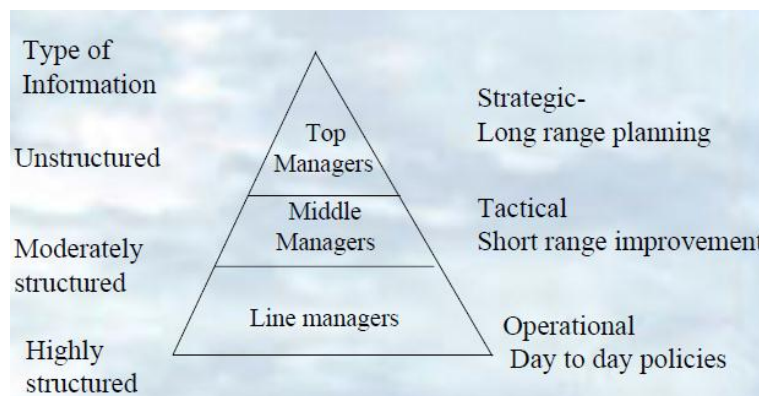 Type of
Information
Unstructured
Moderately
structured
Highly
structured
Top
Managers
Middle
Managers
Line managers
Strategic-
Long range planning
Tactical
Short range improvement
Operational
Day to day policies